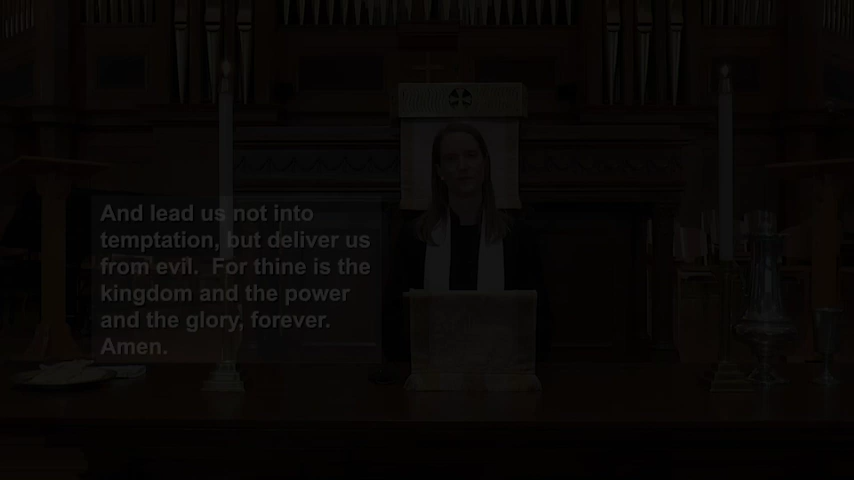 And lead us not into
temptation, but deliver us
from evil.  For thine is the
kingdom and the power
and the glory, forever.
Amen.